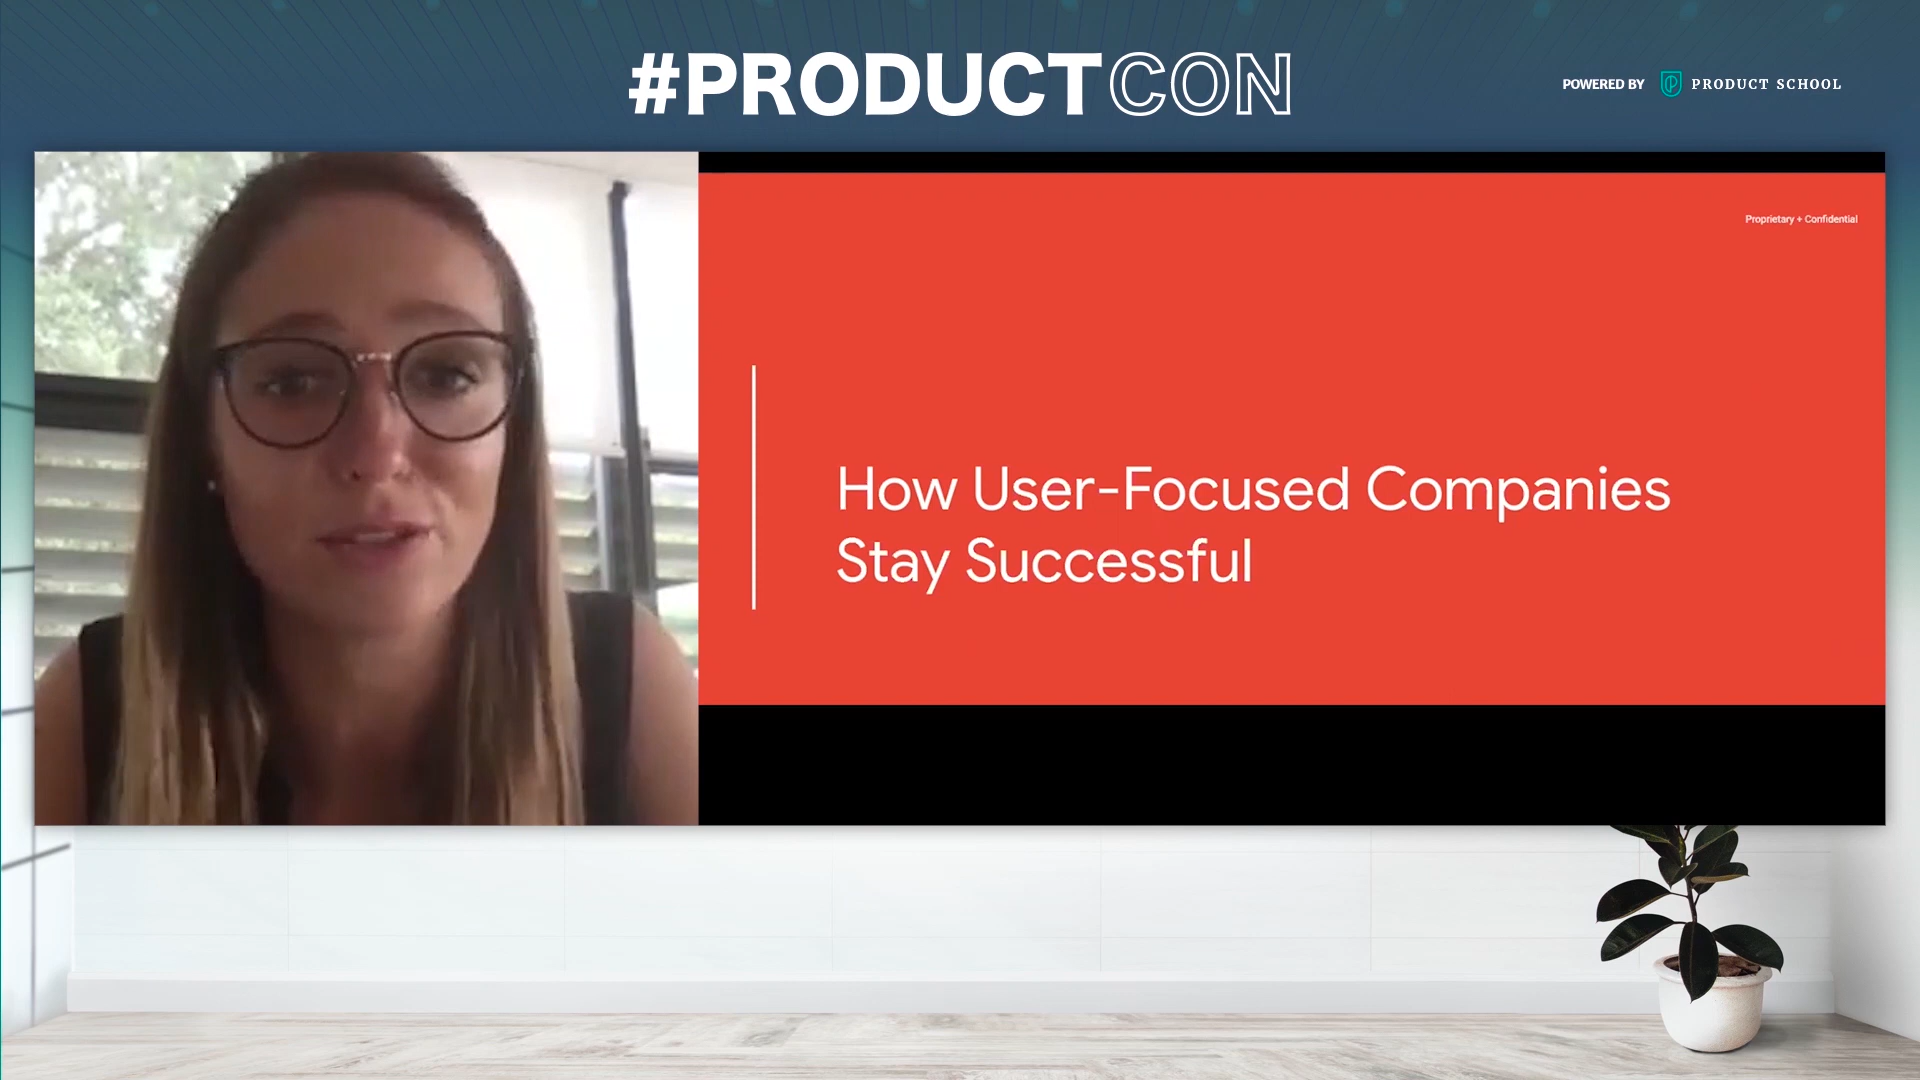 #PRODUCTCON
POWERED BY PRODUCT SCHOOL
Proprietary + Confidential
How User-Focused Companies
Stay Successful